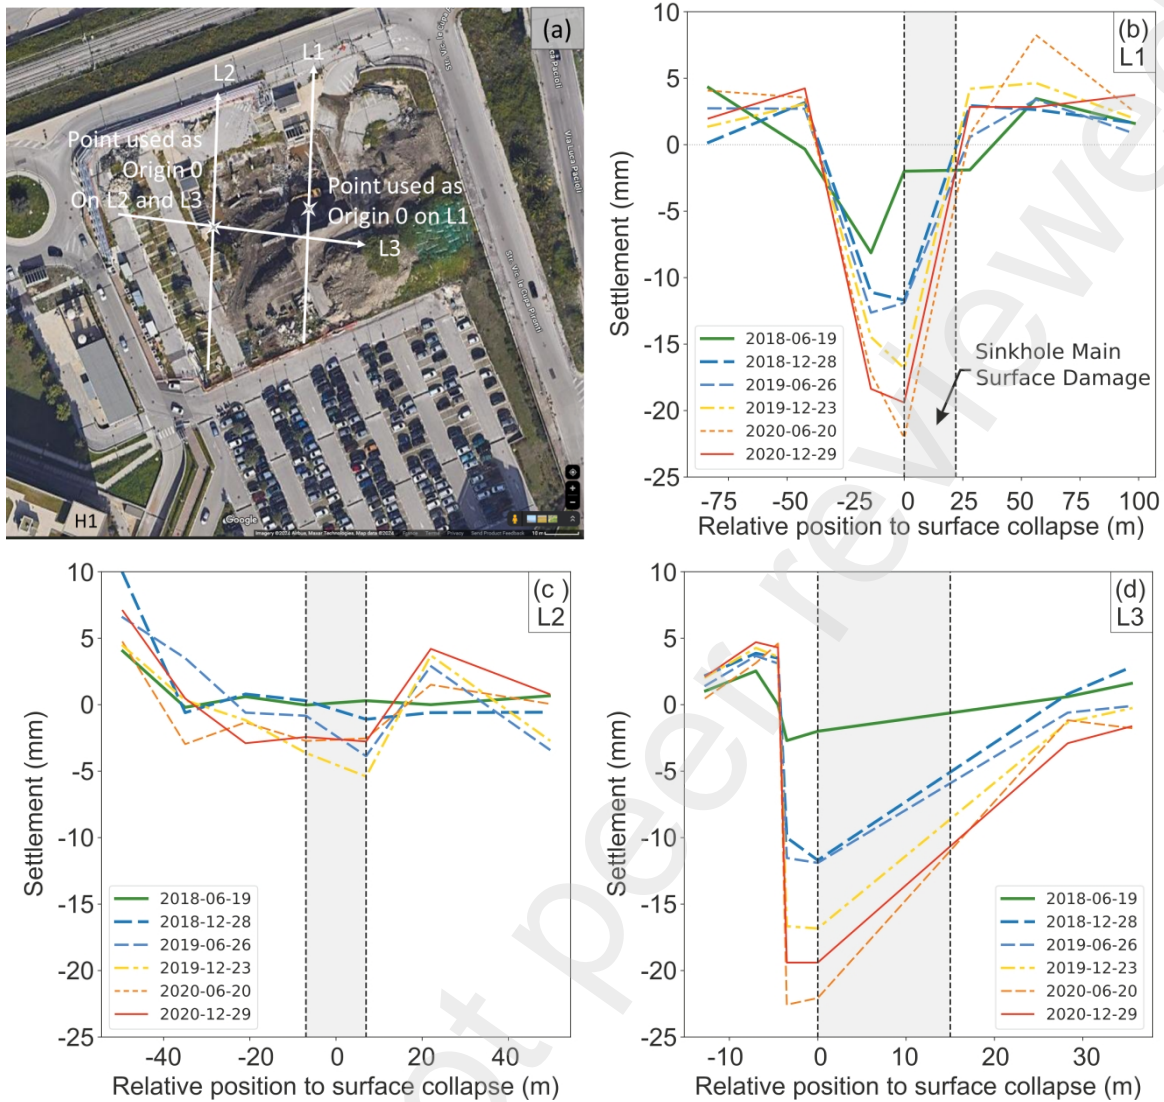 (a)
L2
L1
Point used as
Origin 0
On L2 and L3
Point used as
Origin 0 on L1
L3
Via Luca Pacioli
H1
Google
(b)
L1
10
5
0
-5
-10
-15
-20
-25
Settlement (mm)
2018-06-19
2018-12-28
2019-06-26
2019-12-23
2020-06-20
2020-12-29
Sinkhole Main
Surface Damage
-75 -50 -25 0 25 50 75 100
Relative position to surface collapse (m)
(c)
L2
10
5
0
-5
-10
-15
-20
-25
Settlement (mm)
2018-06-19
2018-12-28
2019-06-26
2019-12-23
2020-06-20
2020-12-29
-40 -20 0 20 40
Relative position to surface collapse (m)
(d)
L3
10
5
0
-5
-10
-15
-20
-25
Settlement (mm)
2018-06-19
2018-12-28
2019-06-26
2019-12-23
2020-06-20
2020-12-29
-10 0 10 20 30
Relative position to surface collapse (m)
ot peer reviewe